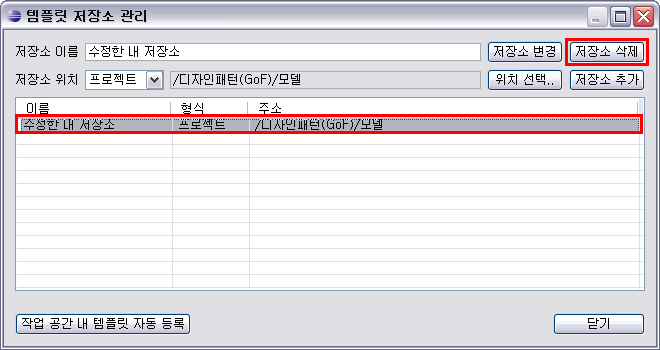 템플릿 저장소 관리
저장소 이름 수정한 내 저장소 저장소 변경 저장소 삭제
저장소 위치 프로젝트 /디자인패턴(GoF)/모델 위치 선택.. 저장소 추가
이름 형식 주소
수정한 내 저장소 프로젝트 /디자인패턴(GoF)/모델
작업 공간 내 템플릿 자동 등록 닫기